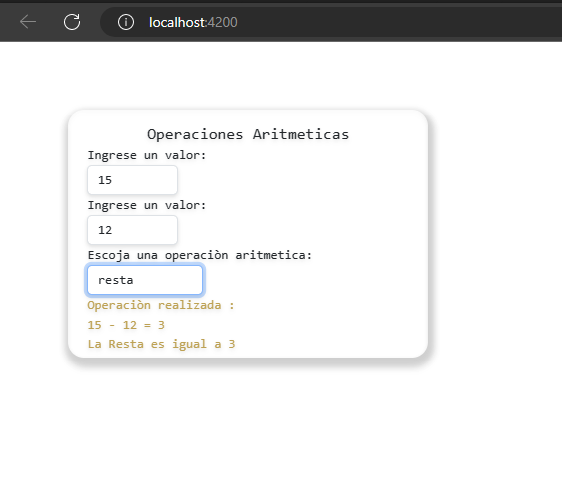 localhost:4200
Operaciones Aritmeticas
Ingrese un valor:
15
Ingrese un valor:
12
Escoja una operaciòn aritmetica:
resta
Operaciòn realizada :
15 - 12 = 3
La Resta es igual a 3